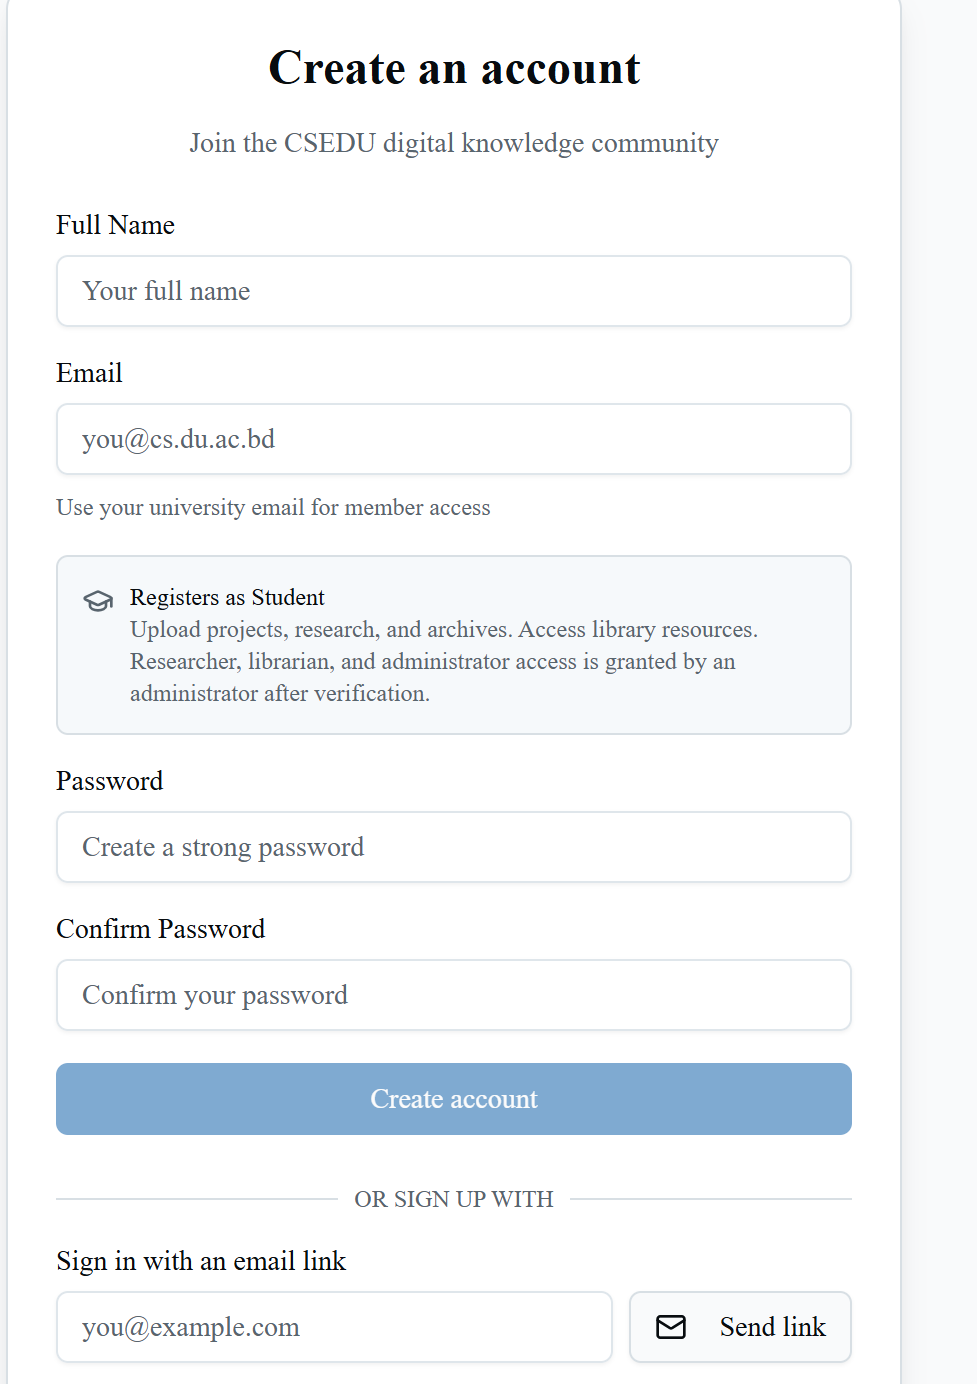 Create an account
Join the CSEDU digital knowledge community
Full Name
Your full name
Email
you@cs.du.ac.bd
Use your university email for member access
Registers as Student
Upload projects, research, and archives. Access library resources.
Researcher, librarian, and administrator access is granted by an
administrator after verification.
Password
Create a strong password
Confirm Password
Confirm your password
Create account
OR SIGN UP WITH
Sign in with an email link
you@example.com
Send link